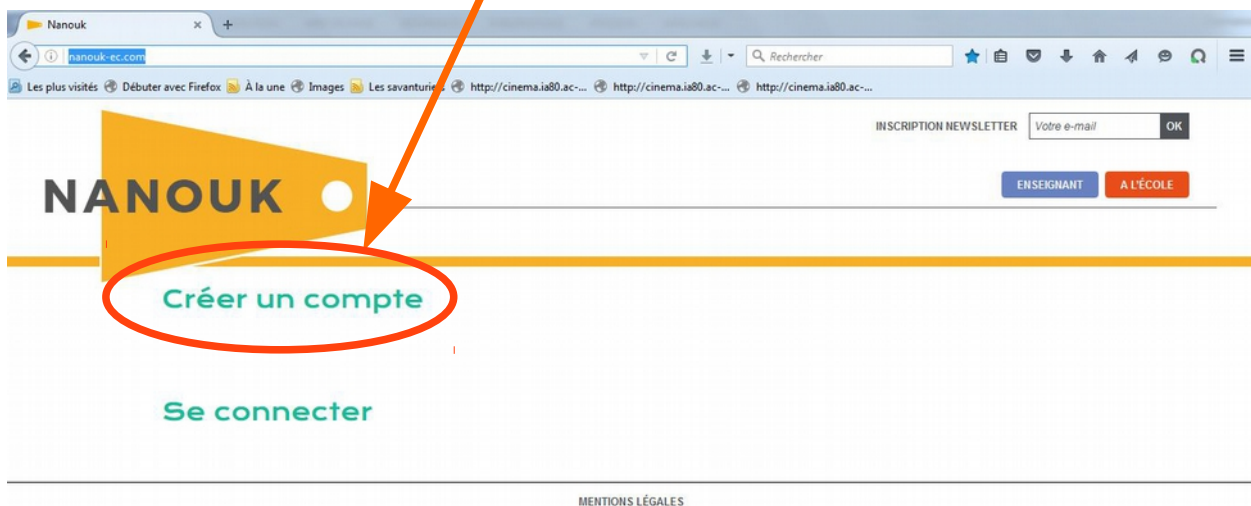 Nanouk
nanouk-ec.com
Rechercher
Les plus visités Débuter avec Firefox À la une Images Les savanturie... http://cinema.ia80.ac-... http://cinema.ia80.ac-... http://cinema.ia80.ac-...
INSCRIPTION NEWSLETTER Votre e-mail OK
NANOUK
ENSEIGNANT A L'ÉCOLE
Créer un compte
Se connecter
MENTIONS LÉGALES